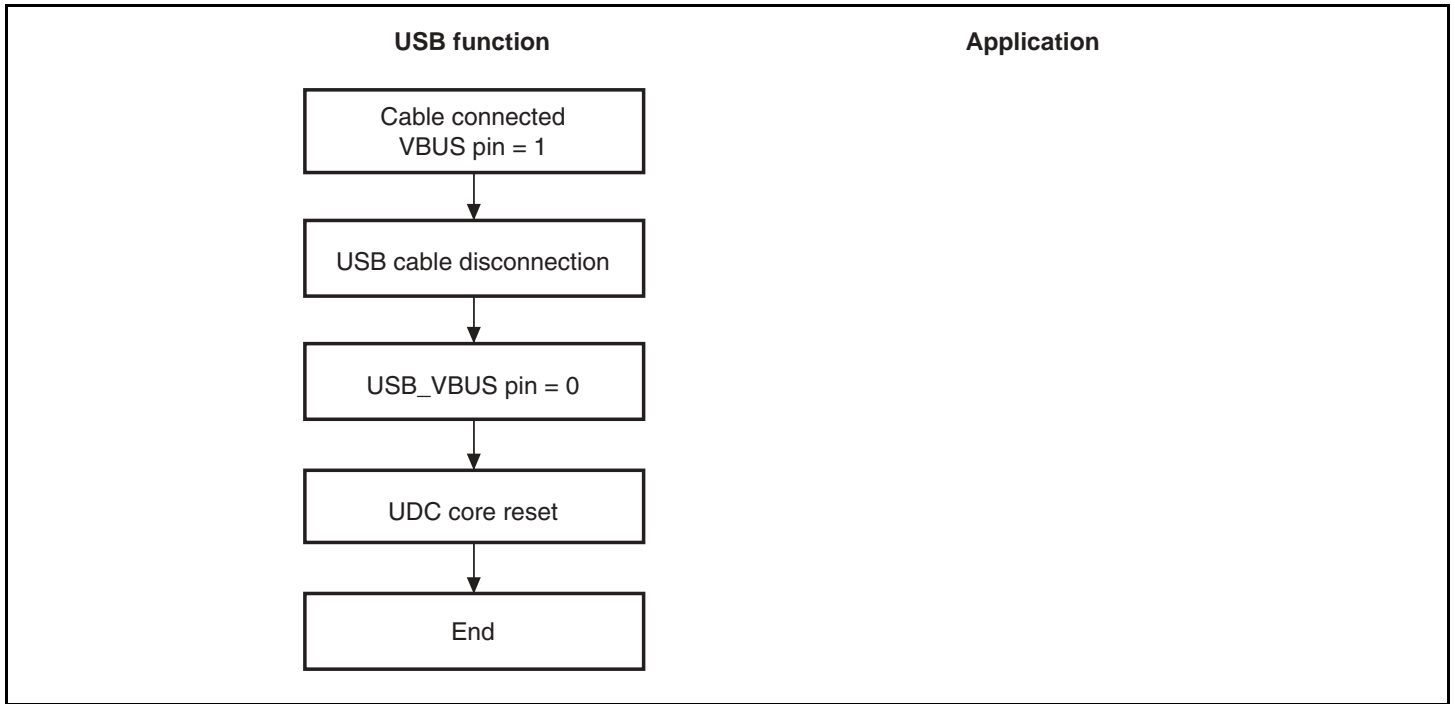 USB function
Application
Cable connected
VBUS pin = 1
USB cable disconnection
USB_VBUS pin = 0
UDC core reset
End